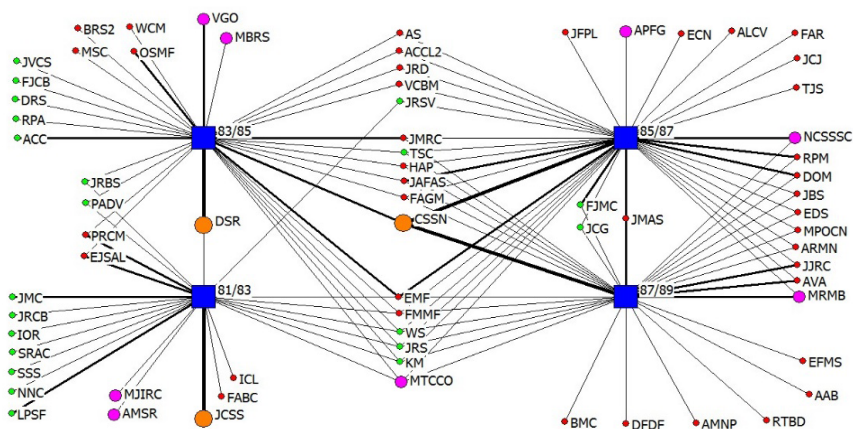 VGO
WCM
BRS2
MBRS
MSC
OSMF
JVCS
FJCB
DRS
RPA
ACC
83/85
AS
ACCL2
JRD
VCBM
JRSV
JFPL
APFG
ECN
ALCV
FAR
JCJ
TJS
85/87
NCSSSC
RPM
DOM
JBS
EDS
MPOCN
ARMN
JJRC
AVA
MRMB
JMRC
TSC
HAP
JAFAS
FAGM
CSSN
FJMC
JCG
JMAS
JRBS
PADV
PRCM
EJSAL
DSR
81/83
87/89
EMF
FMMF
WS
JRS
KM
MTCCO
JMC
JRCB
IOR
SRAC
SSS
NNC
LPSF
MJIRC
AMSR
ICL
FABC
JCSS
EFMS
AAB
RTBD
AMNP
DFDF
BMC